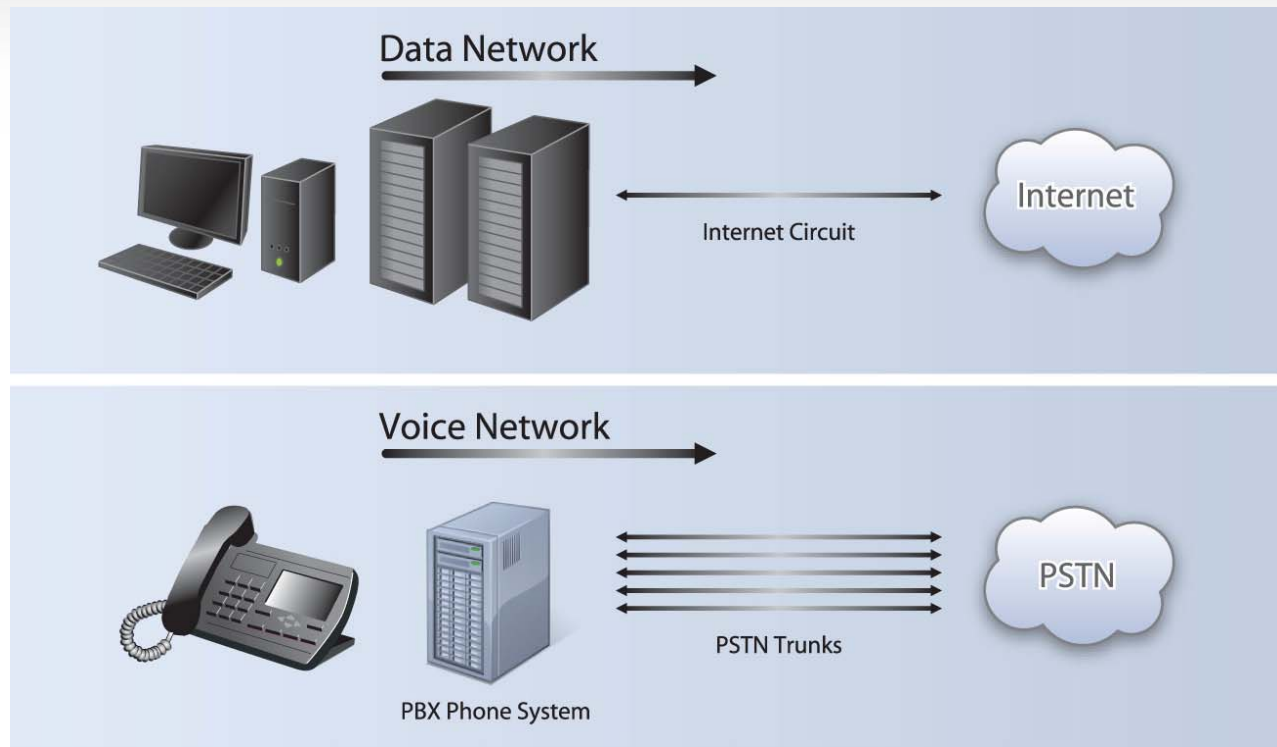 Data Network
Internet
Internet Circuit
Voice Network
PSTN
PSTN Trunks
PBX Phone System